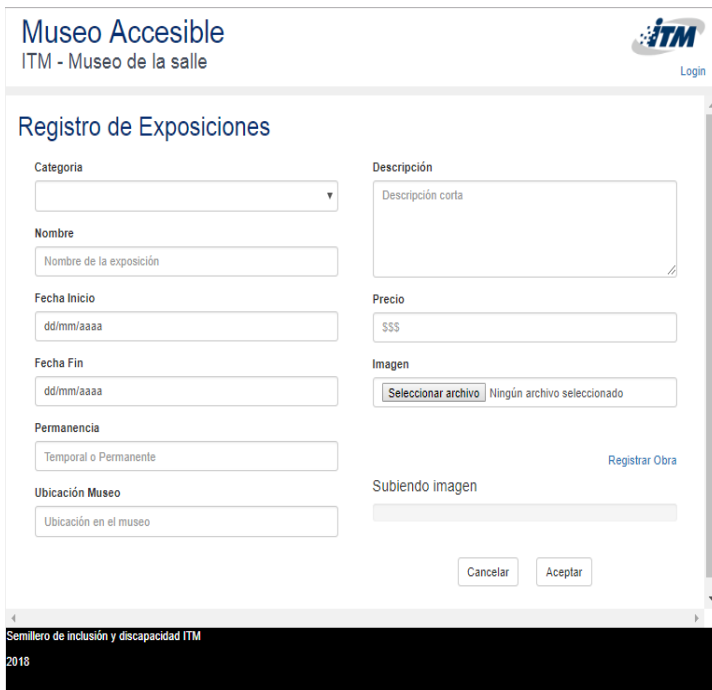 Museo Accesible
ITM - Museo de la salle
iTM
Login
Registro de Exposiciones
Categoria
Nombre
Nombre de la exposición
Fecha Inicio
dd/mm/aaaa
Fecha Fin
dd/mm/aaaa
Permanencia
Temporal o Permanente
Ubicación Museo
Ubicación en el museo
Descripción
Descripción corta
Precio
$$$
Imagen
Seleccionar archivo Ningún archivo seleccionado
Registrar Obra
Subiendo imagen
Cancelar Aceptar
Semillero de inclusión y discapacidad ITM
2018